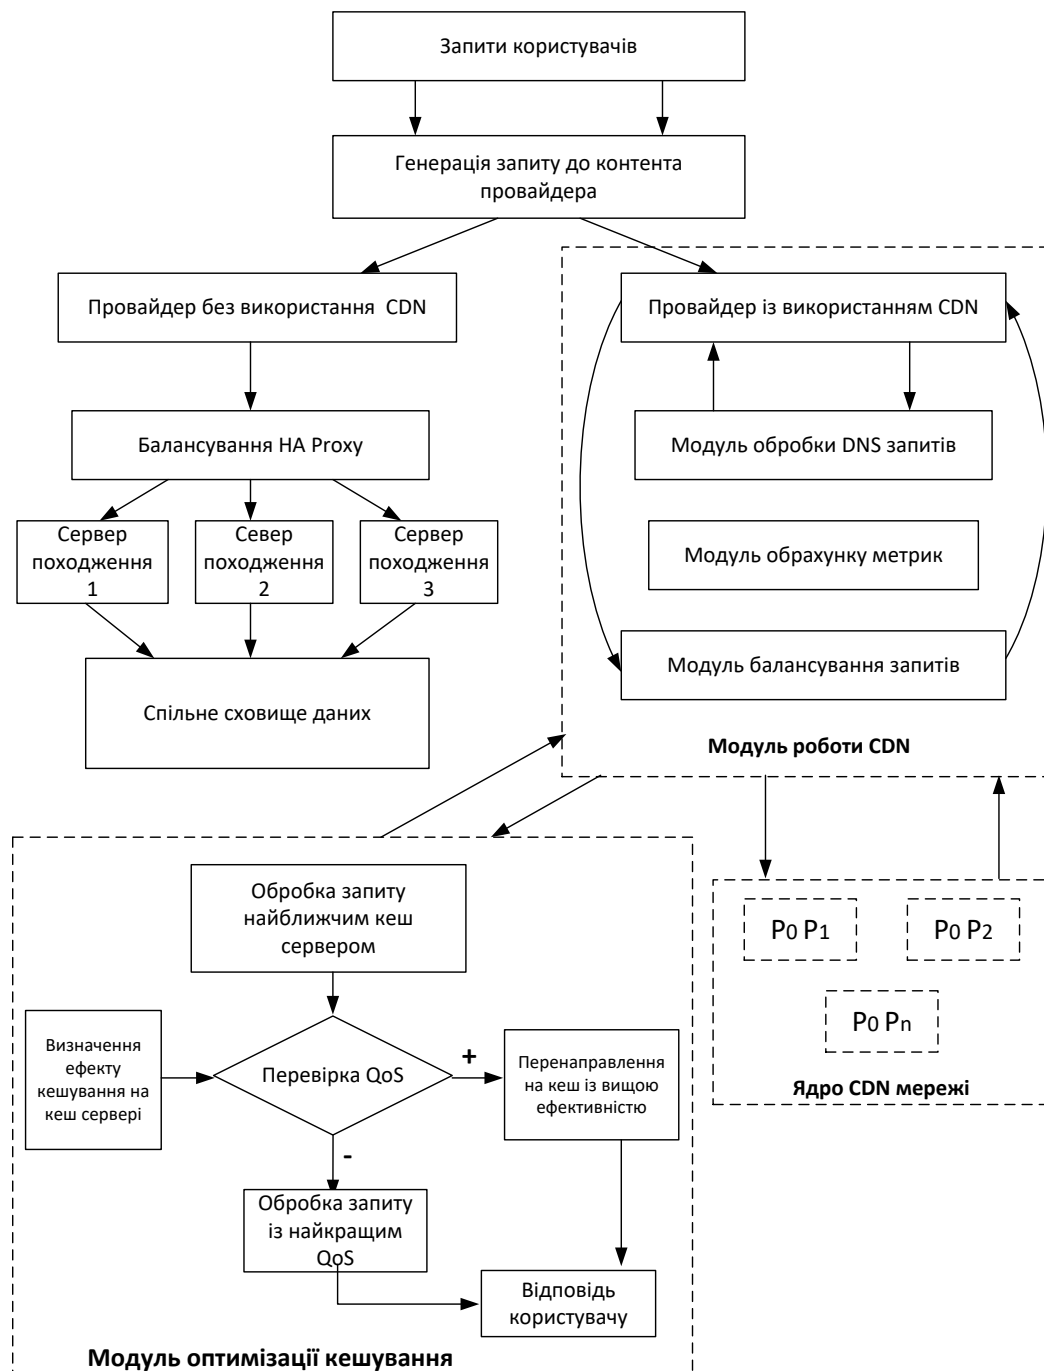 Запити користувачів
Генерація запиту до контента
провайдера
Провайдер без використання CDN
Провайдер із використанням CDN
Балансування HA Proxy
Модуль обробки DNS запитів
Сервер
походження
1
Север
походження
2
Сервер
походження
3
Модуль обрахунку метрик
Модуль балансування запитів
Спільне сховище даних
Модуль роботи CDN
Обробка запиту
найближчим кеш
сервером
P0 P1
P0 P2
P0 Pn
Ядро CDN мережі
Визначення
ефекту
кешування на
кеш сервері
Перевірка QoS
+
Перенаправлення
на кеш із вищою
ефективністю
-
Обробка запиту
із найкращим
QoS
Відповідь
користувачу
Модуль оптимізації кешування